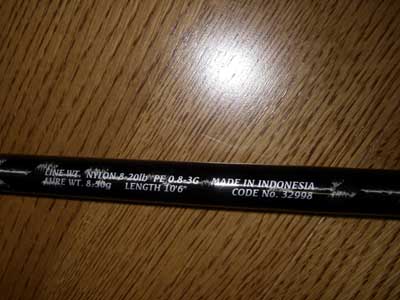 LINE WT. NYLON 8-20lb PE 0.8-3G MADE IN INDONESIA
LURE WT. 8-50g LENGTH 10'6" CODE No. 32998